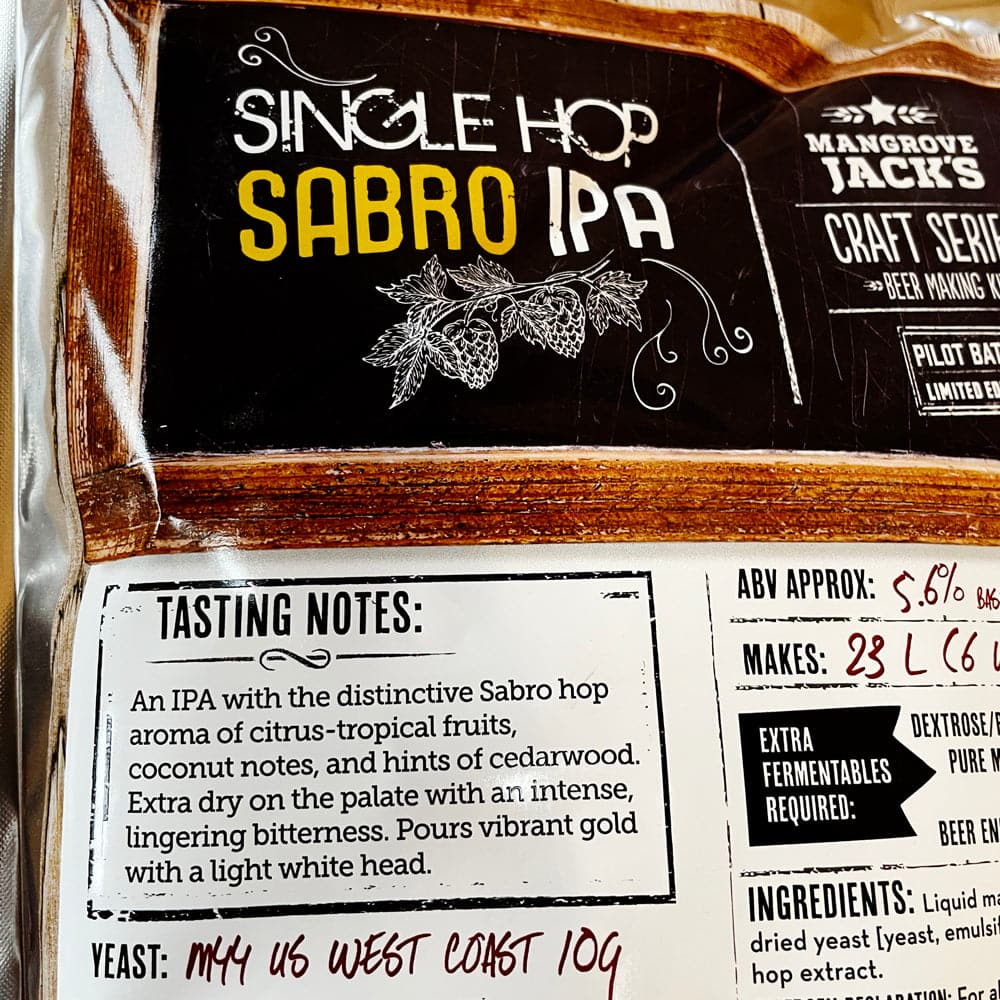 SINGLE HOP
SABRO IPA
MANGROVE
JACK'S
CRAFT SERIE
BEER MAKING K
PILOT BAT
LIMITED ED
TASTING NOTES:
An IPA with the distinctive Sabro hop
aroma of citrus-tropical fruits,
coconut notes, and hints of cedarwood.
Extra dry on the palate with an intense,
lingering bitterness. Pours vibrant gold
with a light white head.
YEAST: M44 US WEST COAST 10g
ABV APPROX: 5.6%
MAKES: 23 L (6 U
EXTRA
FERMENTABLES
REQUIRED:
DEXTROSE/
PURE M
BEER EN
INGREDIENTS: Liquid ma
dried yeast [yeast, emulsif
hop extract.